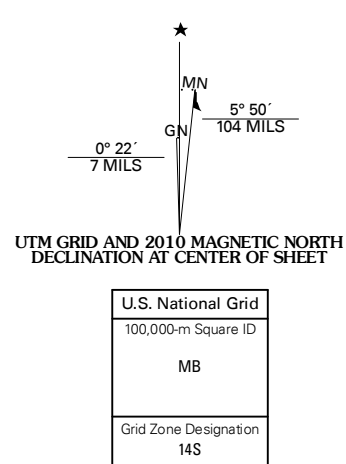 ★
MN
5° 50´
104 MILS
GN
0° 22´
7 MILS
UTM GRID AND 2010 MAGNETIC NORTH
DECLINATION AT CENTER OF SHEET
U.S. National Grid
100,000-m Square ID
MB
Grid Zone Designation
14S